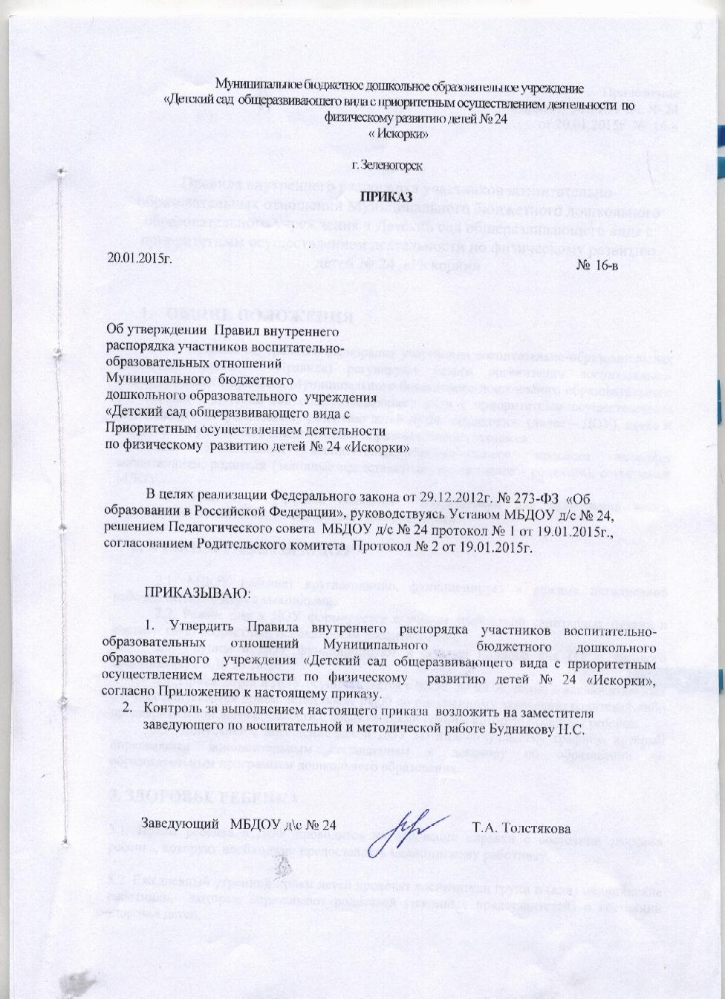 Муниципальное бюджетное дошкольное образовательное учреждение
«Детский сад общеразвивающего вида с приоритетным осуществлением деятельности по
физическому развитию детей № 24
« Искорки»
г. Зеленогорск
ПРИКАЗ
20.01.2015г. № 16-в
Об утверждении Правил внутреннего
распорядка участников воспитательно-
образовательных отношений
Муниципального бюджетного
дошкольного образовательного учреждения
«Детский сад общеразвивающего вида с
Приоритетным осуществлением деятельности
по физическому развитию детей № 24 «Искорки»
В целях реализации Федерального закона от 29.12.2012г. № 273-ФЗ «Об
образовании в Российской Федерации», руководствуясь Уставом МБДОУ д/с № 24,
решением Педагогического совета МБДОУ д/с № 24 протокол № 1 от 19.01.2015г.,
согласованием Родительского комитета Протокол № 2 от 19.01.2015г.
ПРИКАЗЫВАЮ:
1. Утвердить Правила внутреннего распорядка участников воспитательно-
образовательных отношений Муниципального бюджетного дошкольного
образовательного учреждения «Детский сад общеразвивающего вида с приоритетным
осуществлением деятельности по физическому развитию детей № 24 «Искорки»,
согласно Приложению к настоящему приказу.
2. Контроль за выполнением настоящего приказа возложить на заместителя
заведующего по воспитательной и методической работе Будникову Н.С.
Заведующий МБДОУ д\с № 24 Т.А. Толстякова